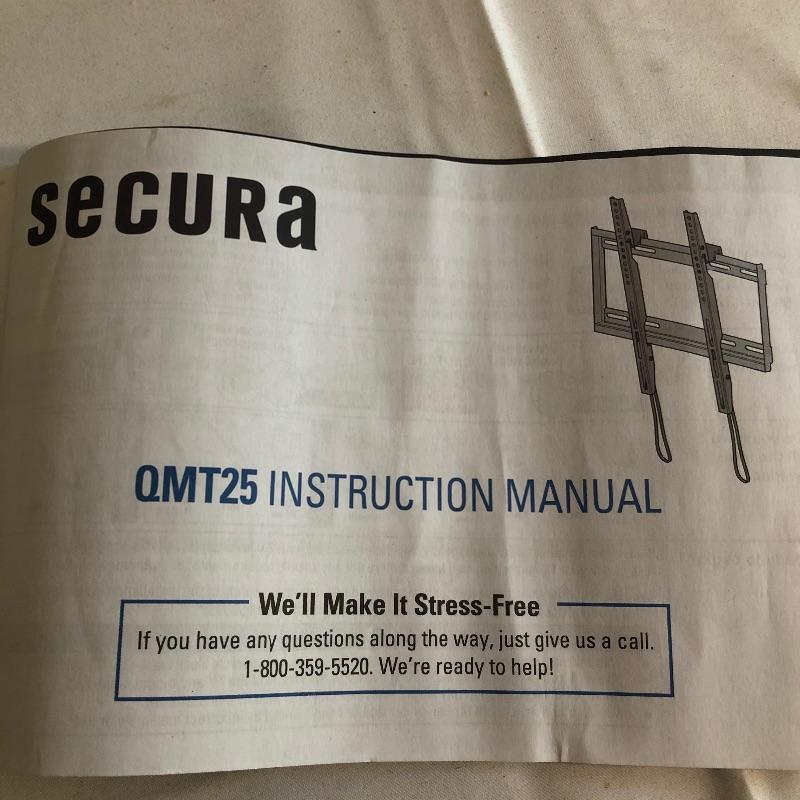 secura
QMT25 INSTRUCTION MANUAL
We'll Make It Stress-Free
If you have any questions along the way, just give us a call.
1-800-359-5520. We're ready to help!